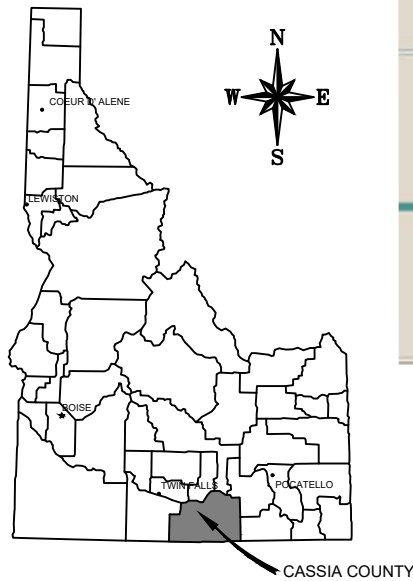 N
W E
S
COEUR D' ALENE
LEWISTON
BOISE
TWIN FALLS
POCATELLO
CASSIA COUNTY